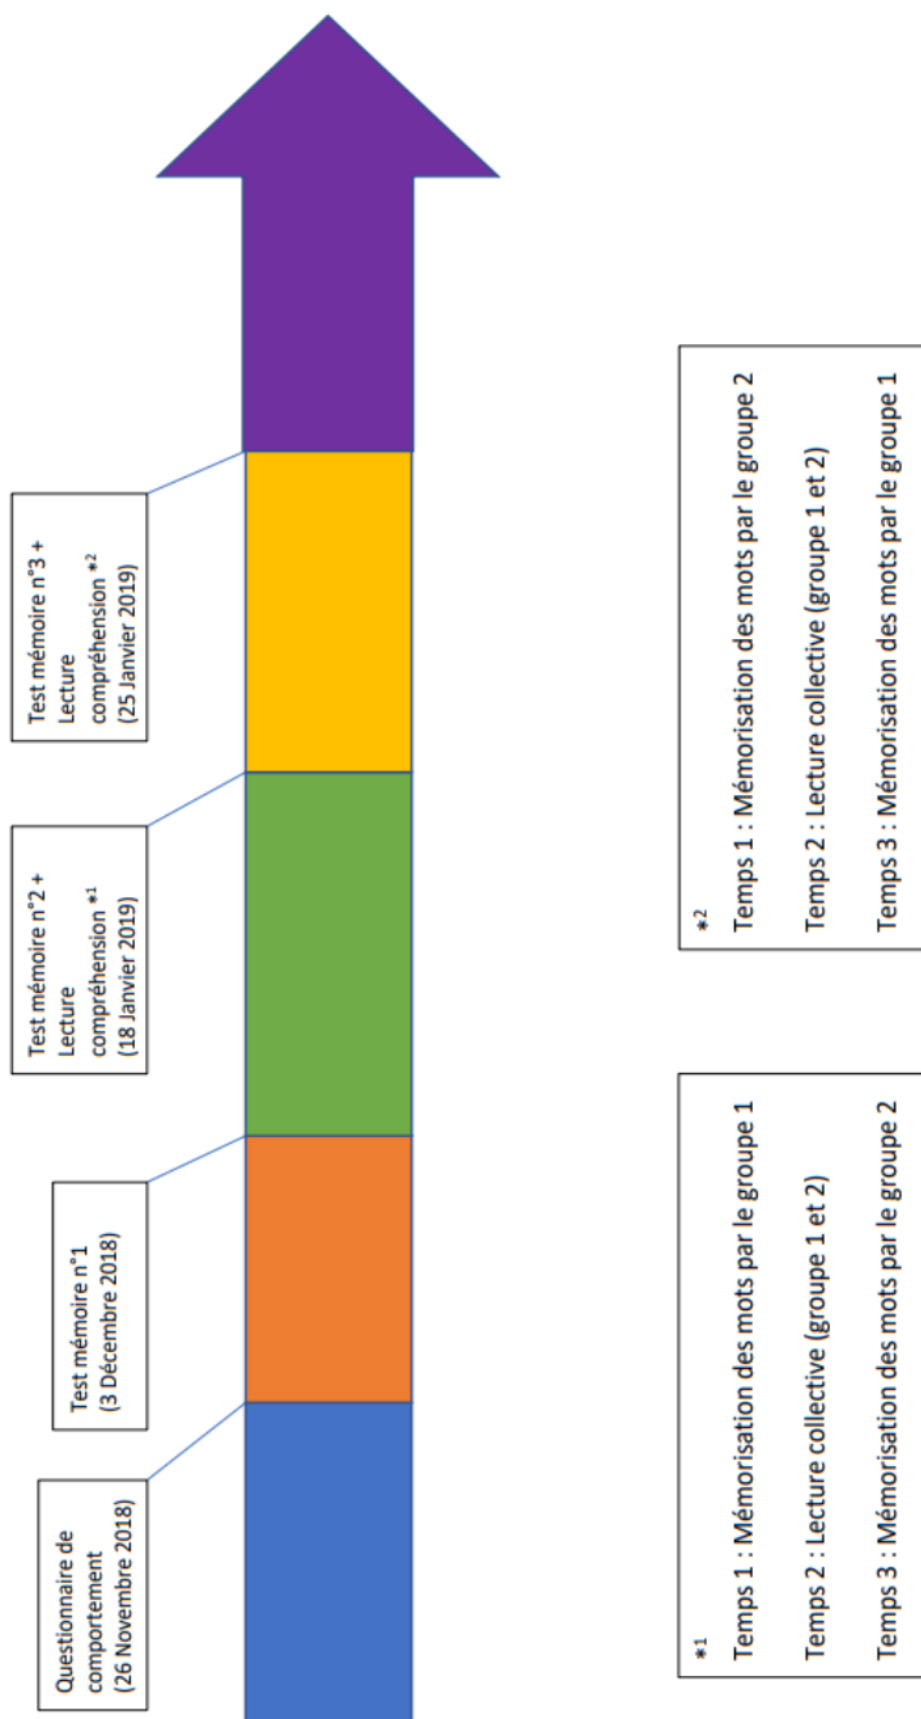 Questionnaire de
comportement
(26 Novembre 2018)
Test mémoire n°1
(3 Décembre 2018)
Test mémoire n°2 +
Lecture
compréhension *1
(18 Janvier 2019)
Test mémoire n°3 +
Lecture
compréhension *2
(25 Janvier 2019)
*1
Temps 1 : Mémorisation des mots par le groupe 1
Temps 2 : Lecture collective (groupe 1 et 2)
Temps 3 : Mémorisation des mots par le groupe 2
*2
Temps 1 : Mémorisation des mots par le groupe 2
Temps 2 : Lecture collective (groupe 1 et 2)
Temps 3 : Mémorisation des mots par le groupe 1